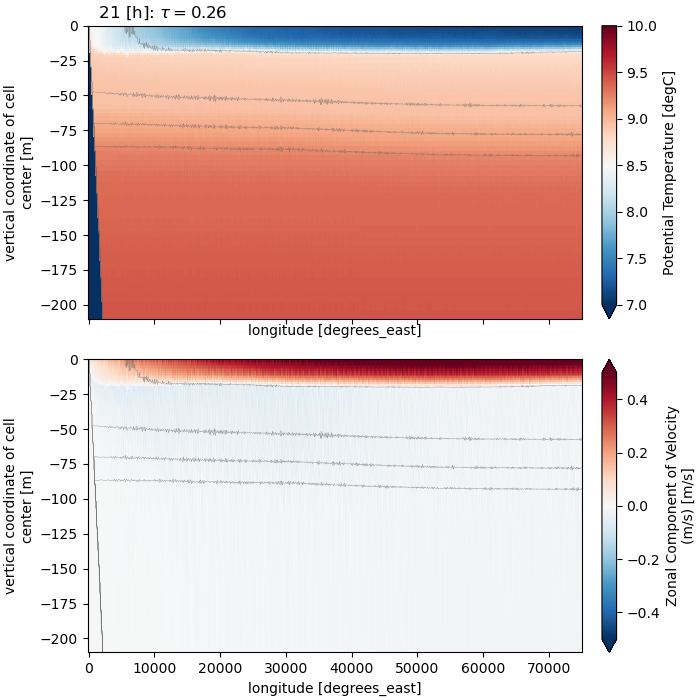 21 [h]: τ = 0.26
0
−25
−50
−75
−100
−125
−150
−175
−200
vertical coordinate of cell
center [m]
longitude [degrees_east]
10.0
9.5
9.0
8.5
8.0
7.5
7.0
Potential Temperature [degC]
0
−25
−50
−75
−100
−125
−150
−175
−200
vertical coordinate of cell
center [m]
0 10000 20000 30000 40000 50000 60000 70000
longitude [degrees_east]
0.4
0.2
0.0
−0.2
−0.4
Zonal Component of Velocity
(m/s) [m/s]